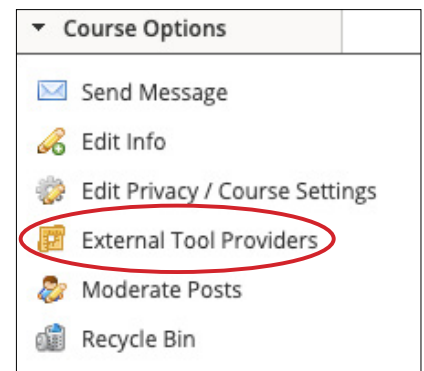 Course Options
Send Message
Edit Info
Edit Privacy / Course Settings
External Tool Providers
Moderate Posts
Recycle Bin